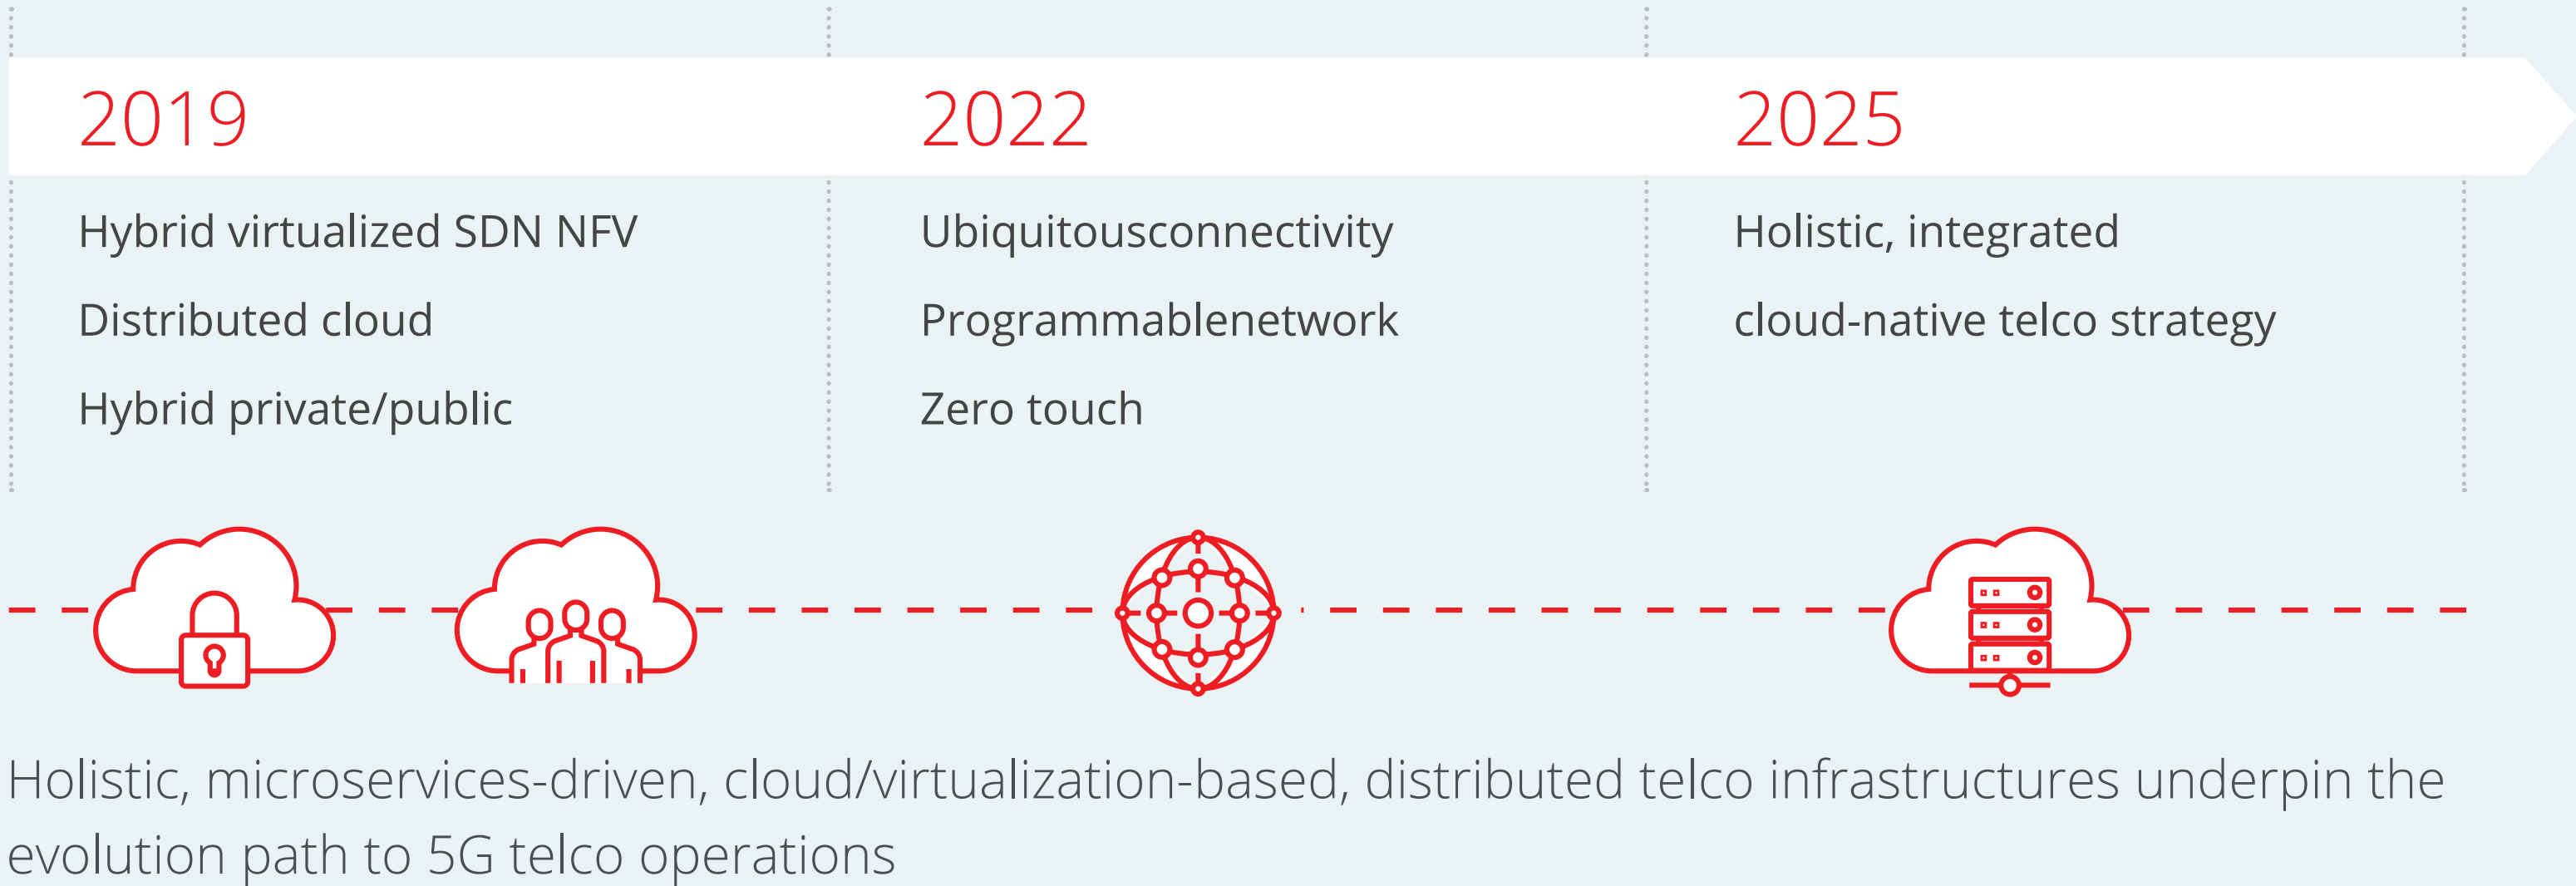 2019
2022
2025
Hybrid virtualized SDN NFV
Distributed cloud
Hybrid private/public
Ubiquitousconnectivity
Programmablenetwork
Zero touch
Holistic, integrated
cloud-native telco strategy
Holistic, microservices-driven, cloud/virtualization-based, distributed telco infrastructures underpin the
evolution path to 5G telco operations